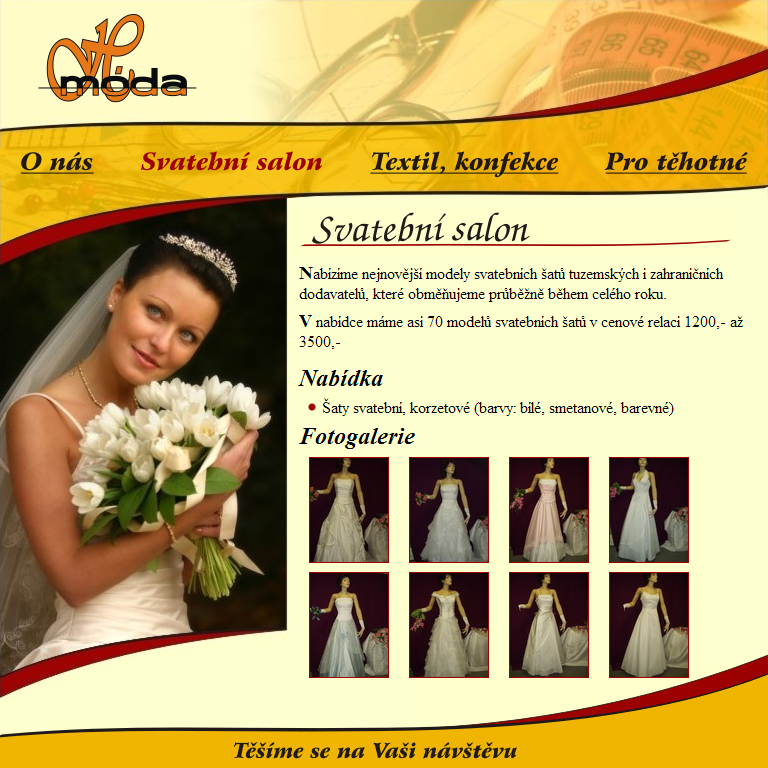 moda
O nás Svatební salon Textil, konfekce Pro těhotné
Svatební salon
Nabízíme nejnovější modely svatebních šatů tuzemských i zahraničních
dodavatelů, které obměňujeme průběžně během celého roku.
V nabídce máme asi 70 modelů svatebních šatů v cenové relaci 1200,- až
3500,-
Nabídka
Šaty svatební, korzetové (barvy: bílé, smetanové, barevné)
Fotogalerie
Těšíme se na Vaši návštěvu